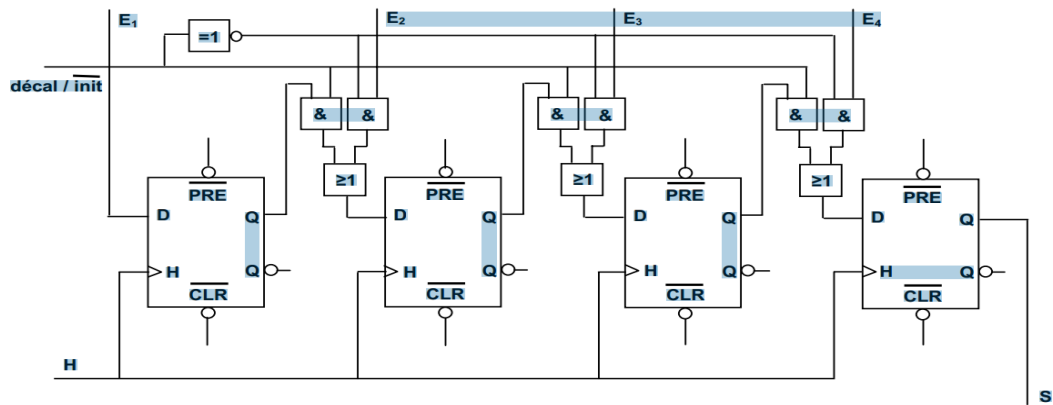 E₁ E₂ E₃ E₄
=1
décal / init
& & & & & &
≥1 ≥1 ≥1
PRE PRE PRE PRE
D Q D Q D Q D Q
H Q H Q H Q H Q
CLR CLR CLR CLR
H
S